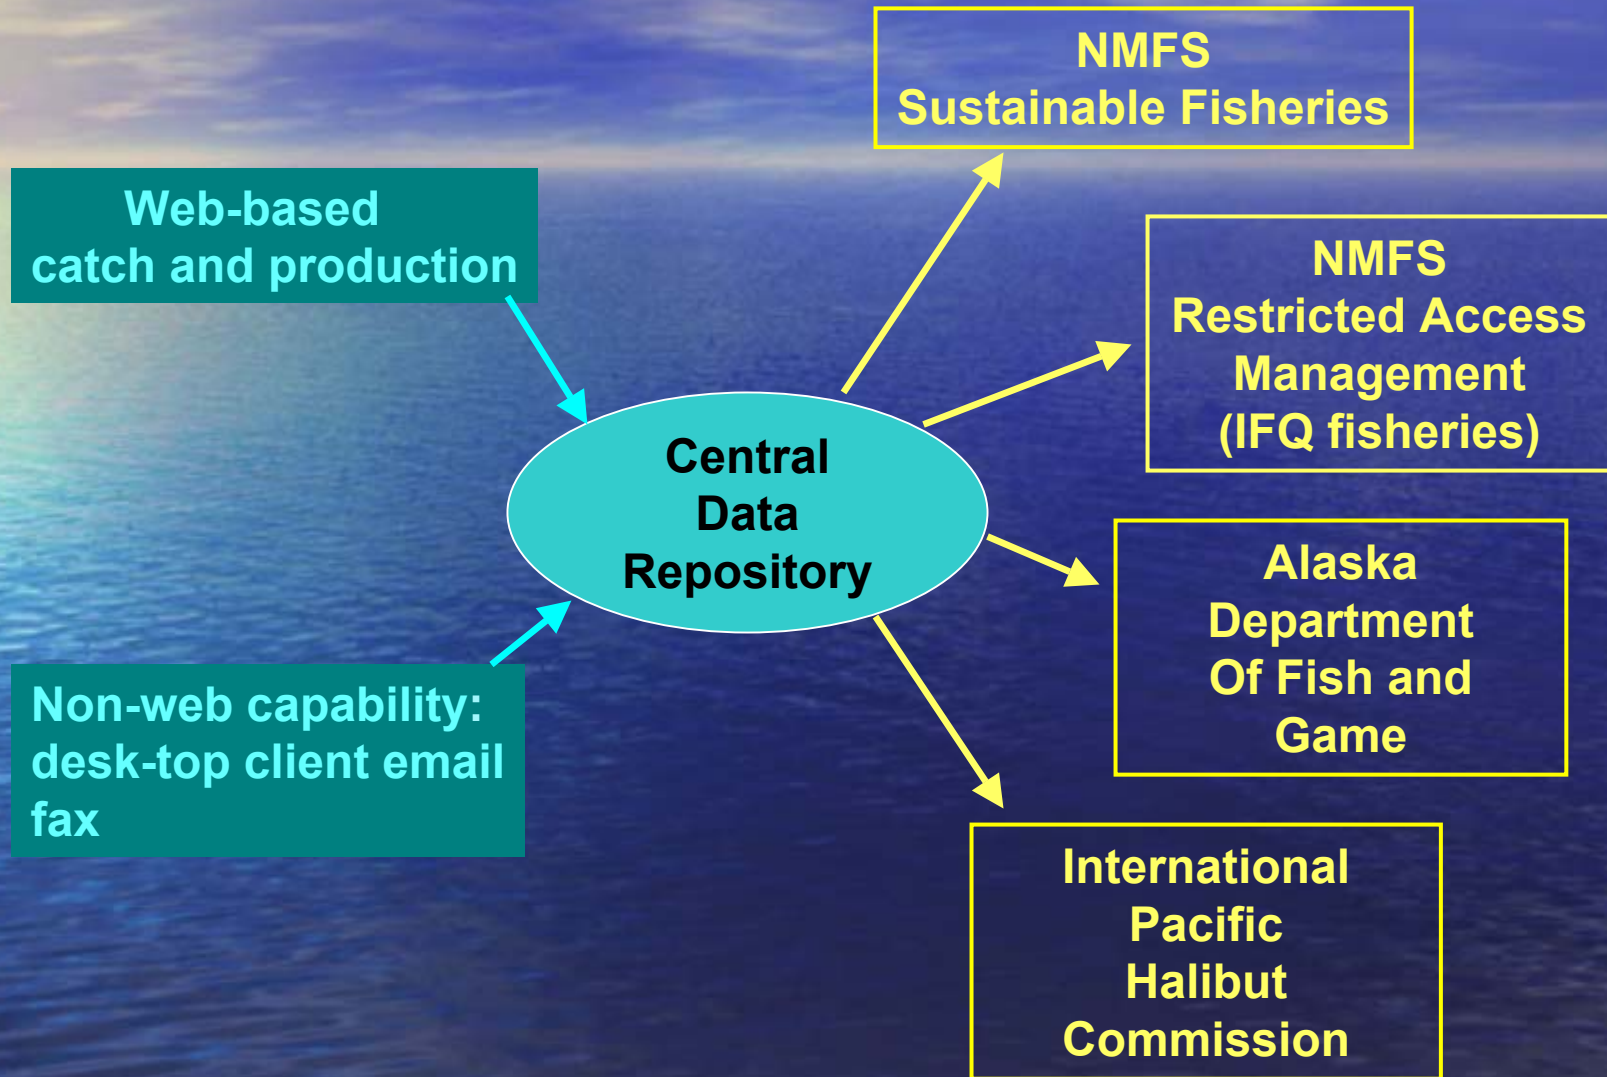 NMFS
Sustainable Fisheries
Web-based
catch and production
NMFS
Restricted Access
Management
(IFQ fisheries)
Central
Data
Repository
Alaska
Department
Of Fish and
Game
Non-web capability:
desk-top client email
fax
International
Pacific
Halibut
Commission